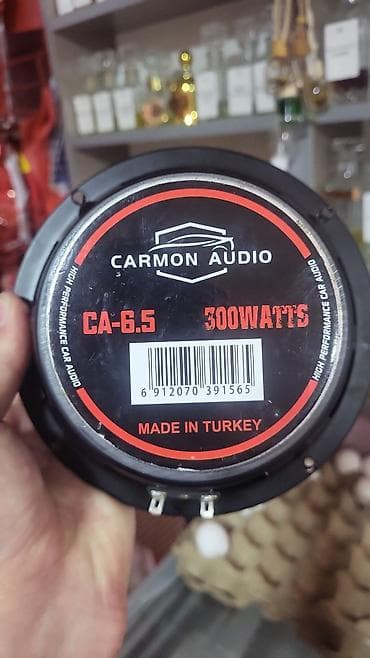 CARMON AUDIO
CA-6.5 300WATTS
HIGH PERFORMANCE CAR AUDIO
HIGH PERFORMANCE CAR AUDIO
6 912070 391565
MADE IN TURKEY